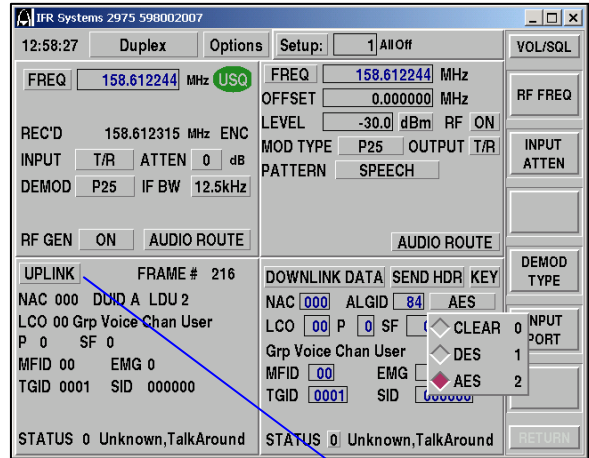 IFR Systems 2975 598002007
12:58:27 Duplex Options Setup: 1 All Off VOL/SQL
FREQ 158.612244 MHz USQ
REC'D 158.612315 MHz ENC
INPUT T/R ATTEN 0 dB
DEMOD P25 IF BW 12.5kHz
RF GEN ON AUDIO ROUTE
FREQ 158.612244 MHz
OFFSET 0.000000 MHz
LEVEL -30.0 dBm RF ON
MOD TYPE P25 OUTPUT T/R
PATTERN SPEECH
AUDIO ROUTE
RF FREQ
INPUT
ATTEN
DEMOD
TYPE
NPUT
PORT
RETURN
UPLINK FRAME # 216
NAC 000 DUID A LDU 2
LCO 00 Grp Voice Chan User
P 0 SF 0
MFID 00 EMG 0
TGID 0001 SID 000000
STATUS 0 Unknown,TalkAround
DOWNLINK DATA SEND HDR KEY
NAC 000 ALGID 84 AES
LCO 00 P 0 SF
Grp Voice Chan User
MFID 00 EMG
TGID 0001 SID
STATUS 0 Unknown,TalkAround
CLEAR 0
DES 1
AES 2